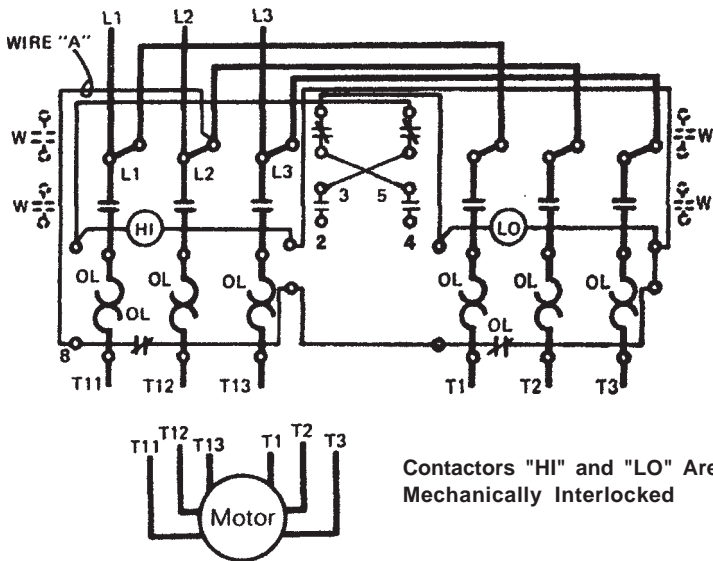 L1 L2 L3
WIRE "A"
W W
L1 L2 L3
W 3 5 W
HI 2 4 LO
OL OL OL OL OL OL
OL OL
8
T11 T12 T13 T1 T2 T3
T11 T12 T13 T1 T2 T3
Motor
Contactors "HI" and "LO" Are
Mechanically Interlocked